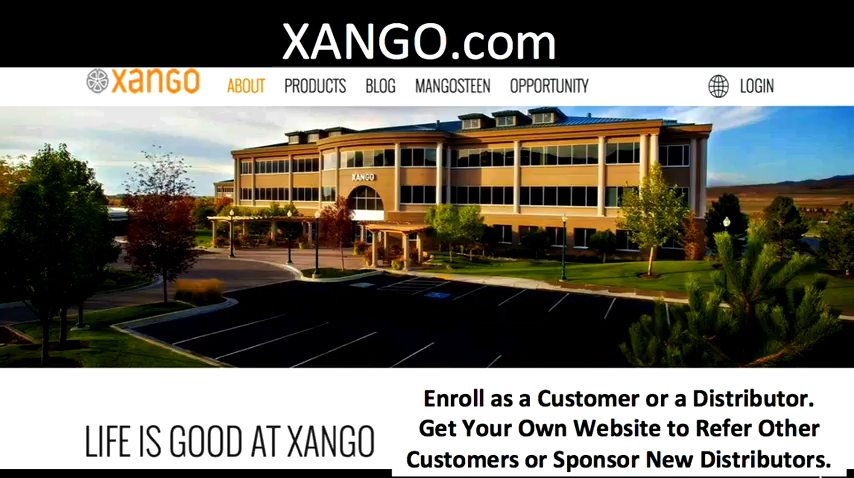 XANGO.com
xango ABOUT PRODUCTS BLOG MANGOSTEEN OPPORTUNITY LOGIN
XANGO
Enroll as a Customer or a Distributor.
Get Your Own Website to Refer Other
Customers or Sponsor New Distributors.
LIFE IS GOOD AT XANGO